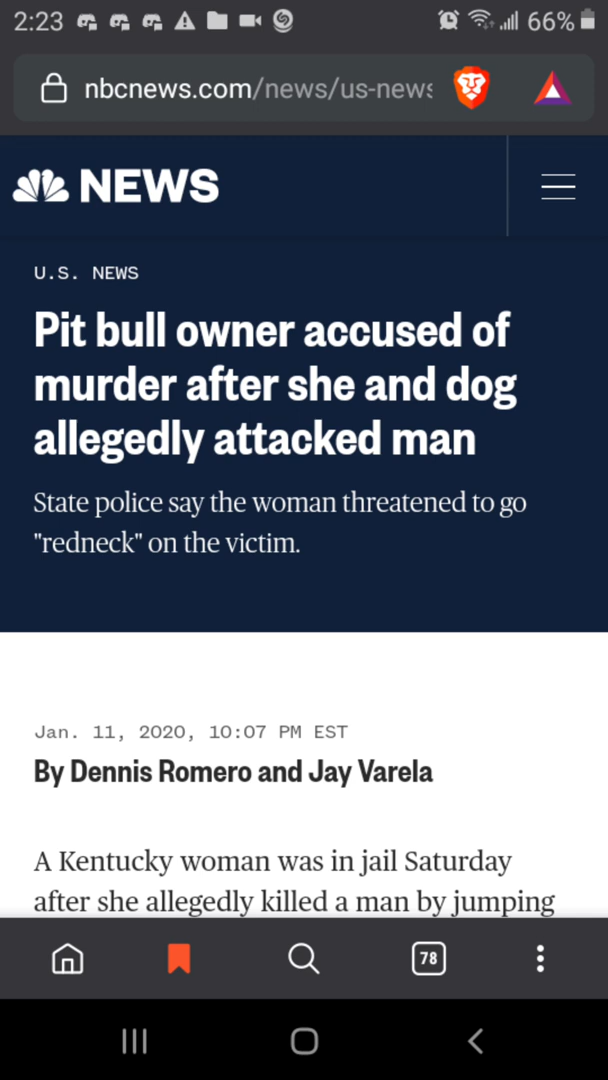 2:23 66%
nbcnews.com/news/us-news
NEWS
U.S. NEWS
Pit bull owner accused of
murder after she and dog
allegedly attacked man
State police say the woman threatened to go
"redneck" on the victim.
Jan. 11, 2020, 10:07 PM EST
By Dennis Romero and Jay Varela
A Kentucky woman was in jail Saturday
after she allegedly killed a man by jumping
78